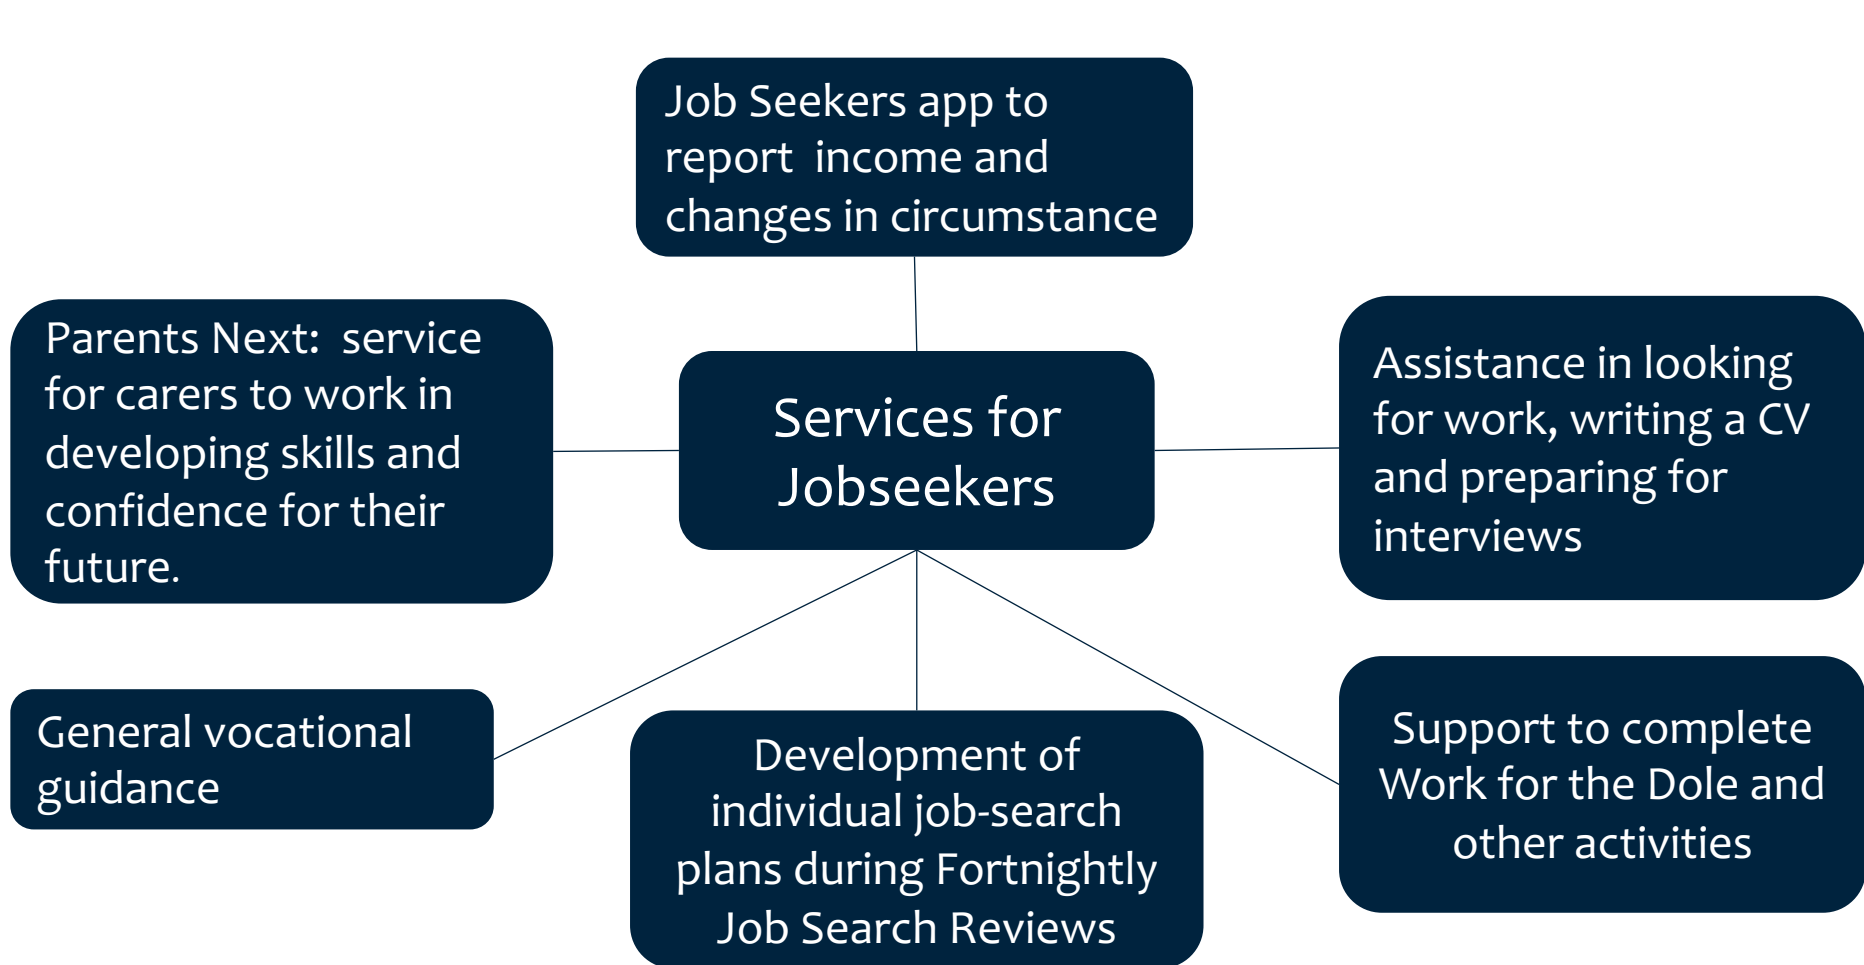 Job Seekers app to
report  income and
changes in circumstance
Parents Next:  service
for carers to work in
developing skills and
confidence for their
future.
Services for
Jobseekers
Assistance in looking
for work, writing a CV
and preparing for
interviews
General vocational
guidance
Development of
individual job-search
plans during Fortnightly
Job Search Reviews
Support to complete
Work for the Dole and
other activities